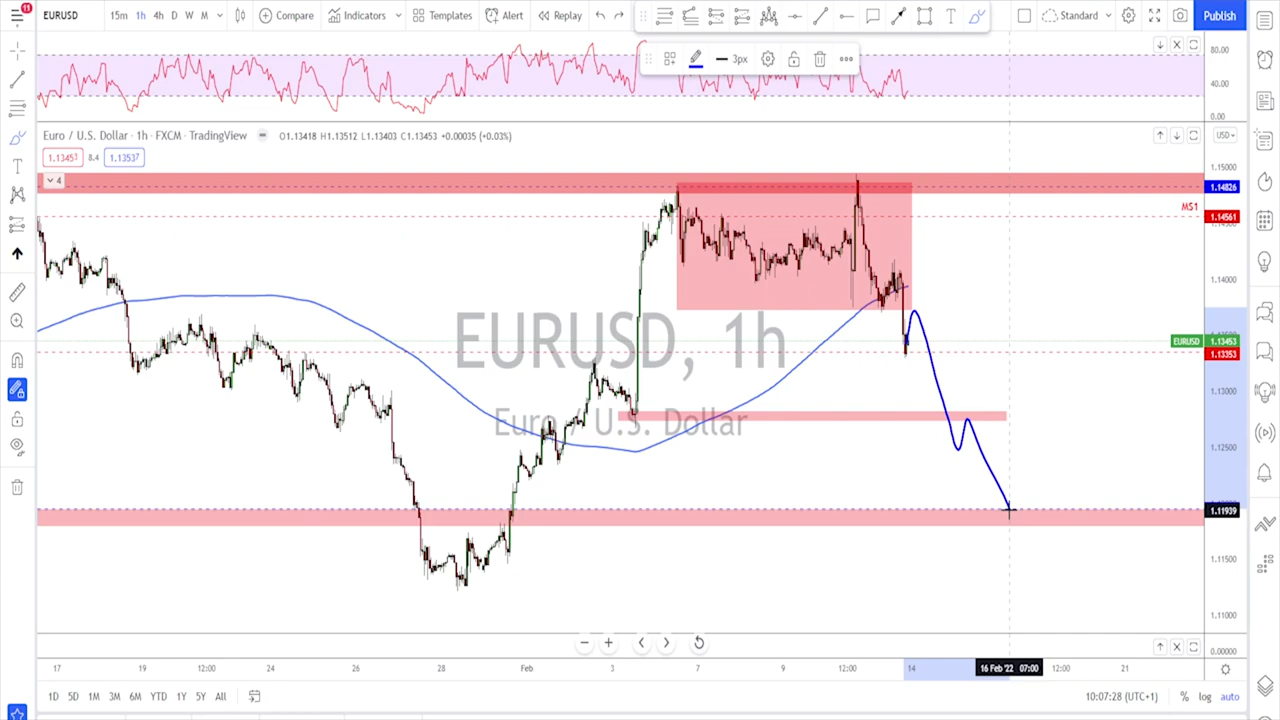 11
EURUSD 15m 1h 4h D W M Compare Indicators Templates Alert Replay Standard Publish
3px
80.00
40.00
0.00
Euro / U.S. Dollar · 1h · FXCM · TradingView O1.13418 H1.13512 L1.13403 C1.13453 +0.00035 (+0.03%) USD
1.13453 8.4 1.13537
4
1.15000
1.14826
MS1
1.14561
1.14000
EURUSD, 1h
EURUSD 1.13453
1.13353
1.13000
Euro / U.S. Dollar
1.12500
1.11939
1.11500
1.11000
0.00000
17 19 12:00 24 26 28 Feb 3 7 9 12:00 14 16 Feb '22 07:00 12:00 21
1D 5D 1M 3M 6M YTD 1Y 5Y All 10:07:28 (UTC+1) % log auto